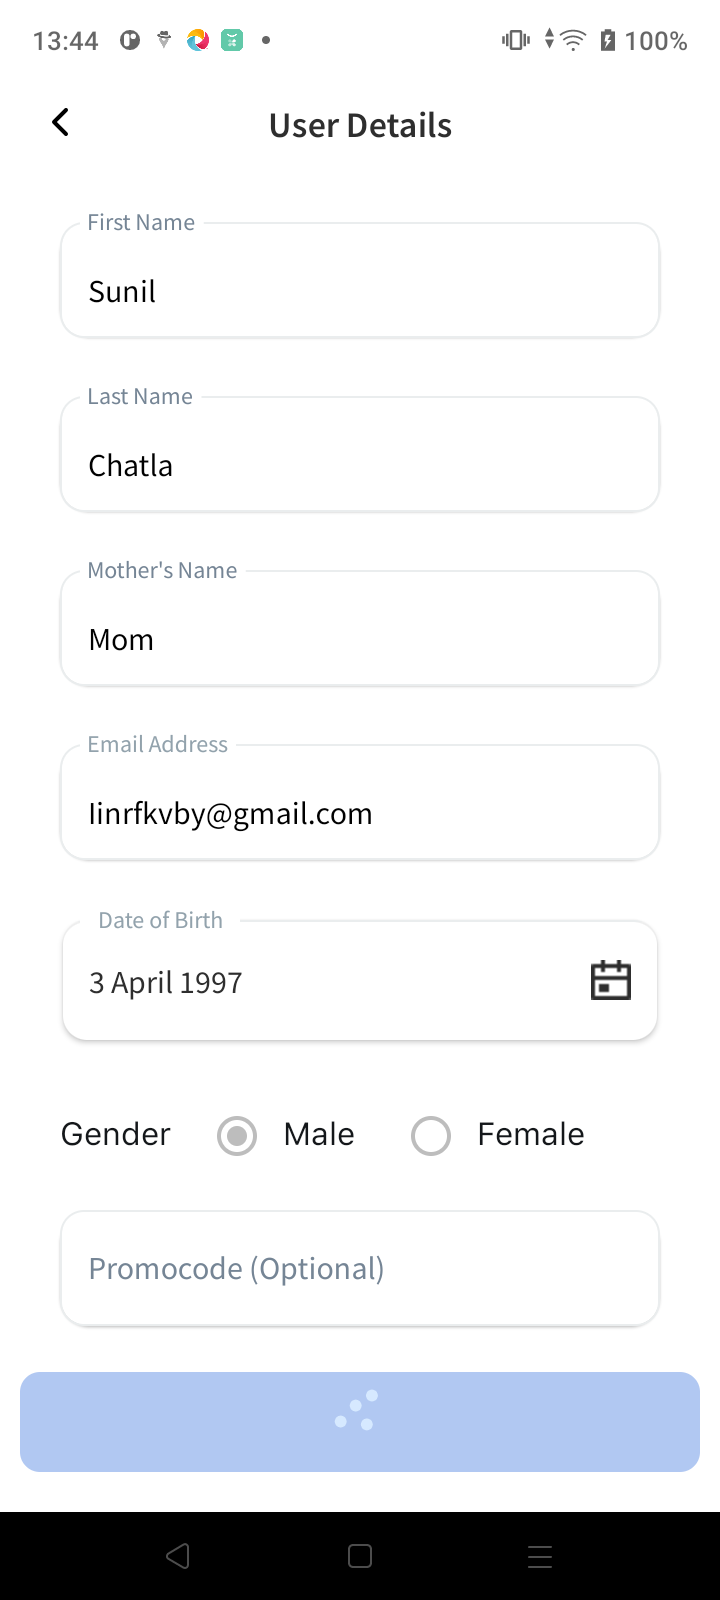 13:44 100%
User Details
First Name
Sunil
Last Name
Chatla
Mother's Name
Mom
Email Address
Iinrfkvby@gmail.com
Date of Birth
3 April 1997
Gender Male Female
Promocode (Optional)